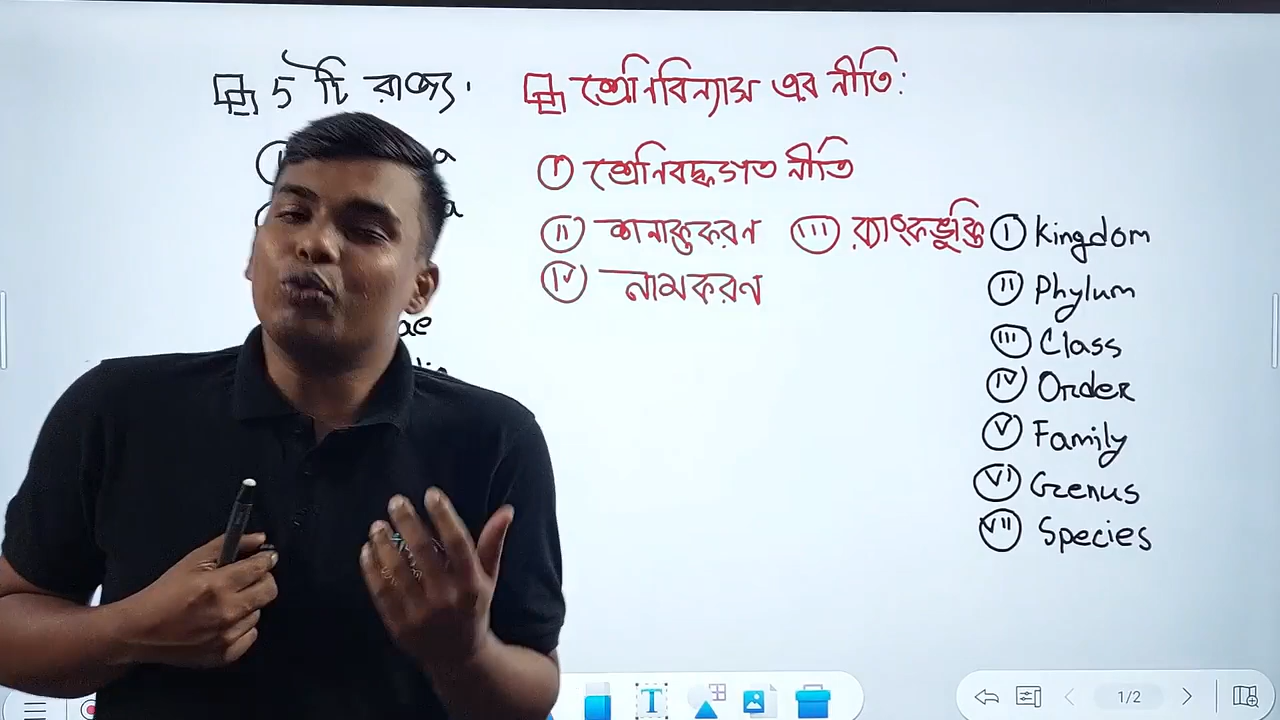 5 টি রাজ্য.
শ্রেণিবিন্যাস এর নীতি:
i শ্রেণিবদ্ধগত নীতি
ii শনাক্তকরণ iii র‍্যাংকভুক্তি
iv নামকরণ
i Kingdom
ii Phylum
iii Class
iv Order
v Family
vi Genus
vii Species
T
1/2